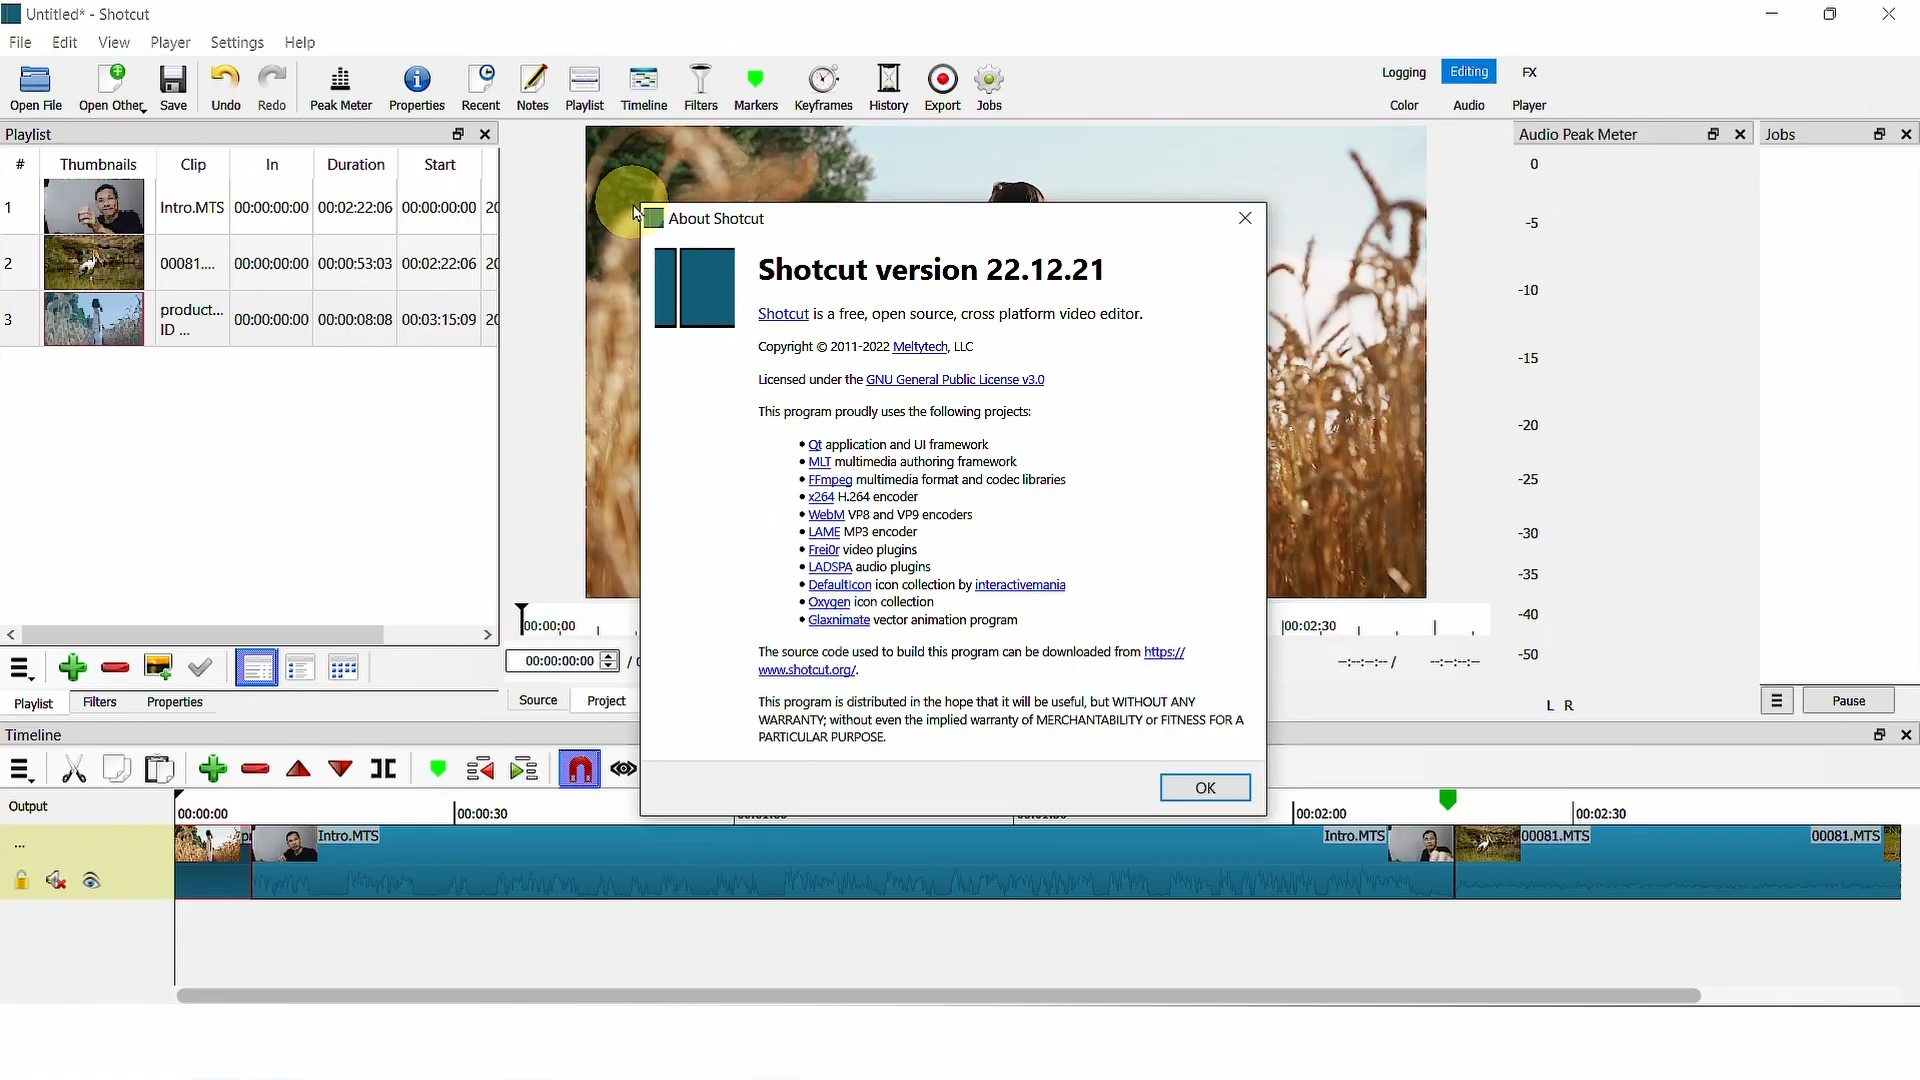 Untitled* - Shotcut
File Edit View Player Settings Help
Open File Open Other Save Undo Redo Peak Meter Properties Recent Notes Playlist Timeline Filters Markers Keyframes History Export Jobs
Logging Editing FX
Color Audio Player
Playlist
# Thumbnails Clip In Duration Start
1 Intro.MTS 00:00:00:00 00:02:22:06 00:00:00:00 20
2 00081.... 00:00:00:00 00:00:53:03 00:02:22:06 20
3 product... ID ... 00:00:00:00 00:00:08:08 00:03:15:09 20
Playlist Filters Properties
00:00:00
00:02:30
00:00:00:00 /
--:--:--:-- / --:--:--:--
Source Project
About Shotcut
Shotcut version 22.12.21
Shotcut is a free, open source, cross platform video editor.
Copyright © 2011-2022 Meltytech, LLC
Licensed under the GNU General Public License v3.0
This program proudly uses the following projects:
• Qt application and UI framework
• MLT multimedia authoring framework
• FFmpeg multimedia format and codec libraries
• x264 H.264 encoder
• WebM VP8 and VP9 encoders
• LAME MP3 encoder
• Frei0r video plugins
• LADSPA audio plugins
• DefaultIcon icon collection by interactivemania
• Oxygen icon collection
• Glaxnimate vector animation program
The source code used to build this program can be downloaded from https://
www.shotcut.org/.
This program is distributed in the hope that it will be useful, but WITHOUT ANY
WARRANTY; without even the implied warranty of MERCHANTABILITY or FITNESS FOR A
PARTICULAR PURPOSE.
OK
Audio Peak Meter
0
-5
-10
-15
-20
-25
-30
-35
-40
-50
L R
Jobs
Pause
Timeline
Output
00:00:00 00:00:30 00:02:00 00:02:30
...
Intro.MTS Intro.MTS 00081.MTS 00081.MTS